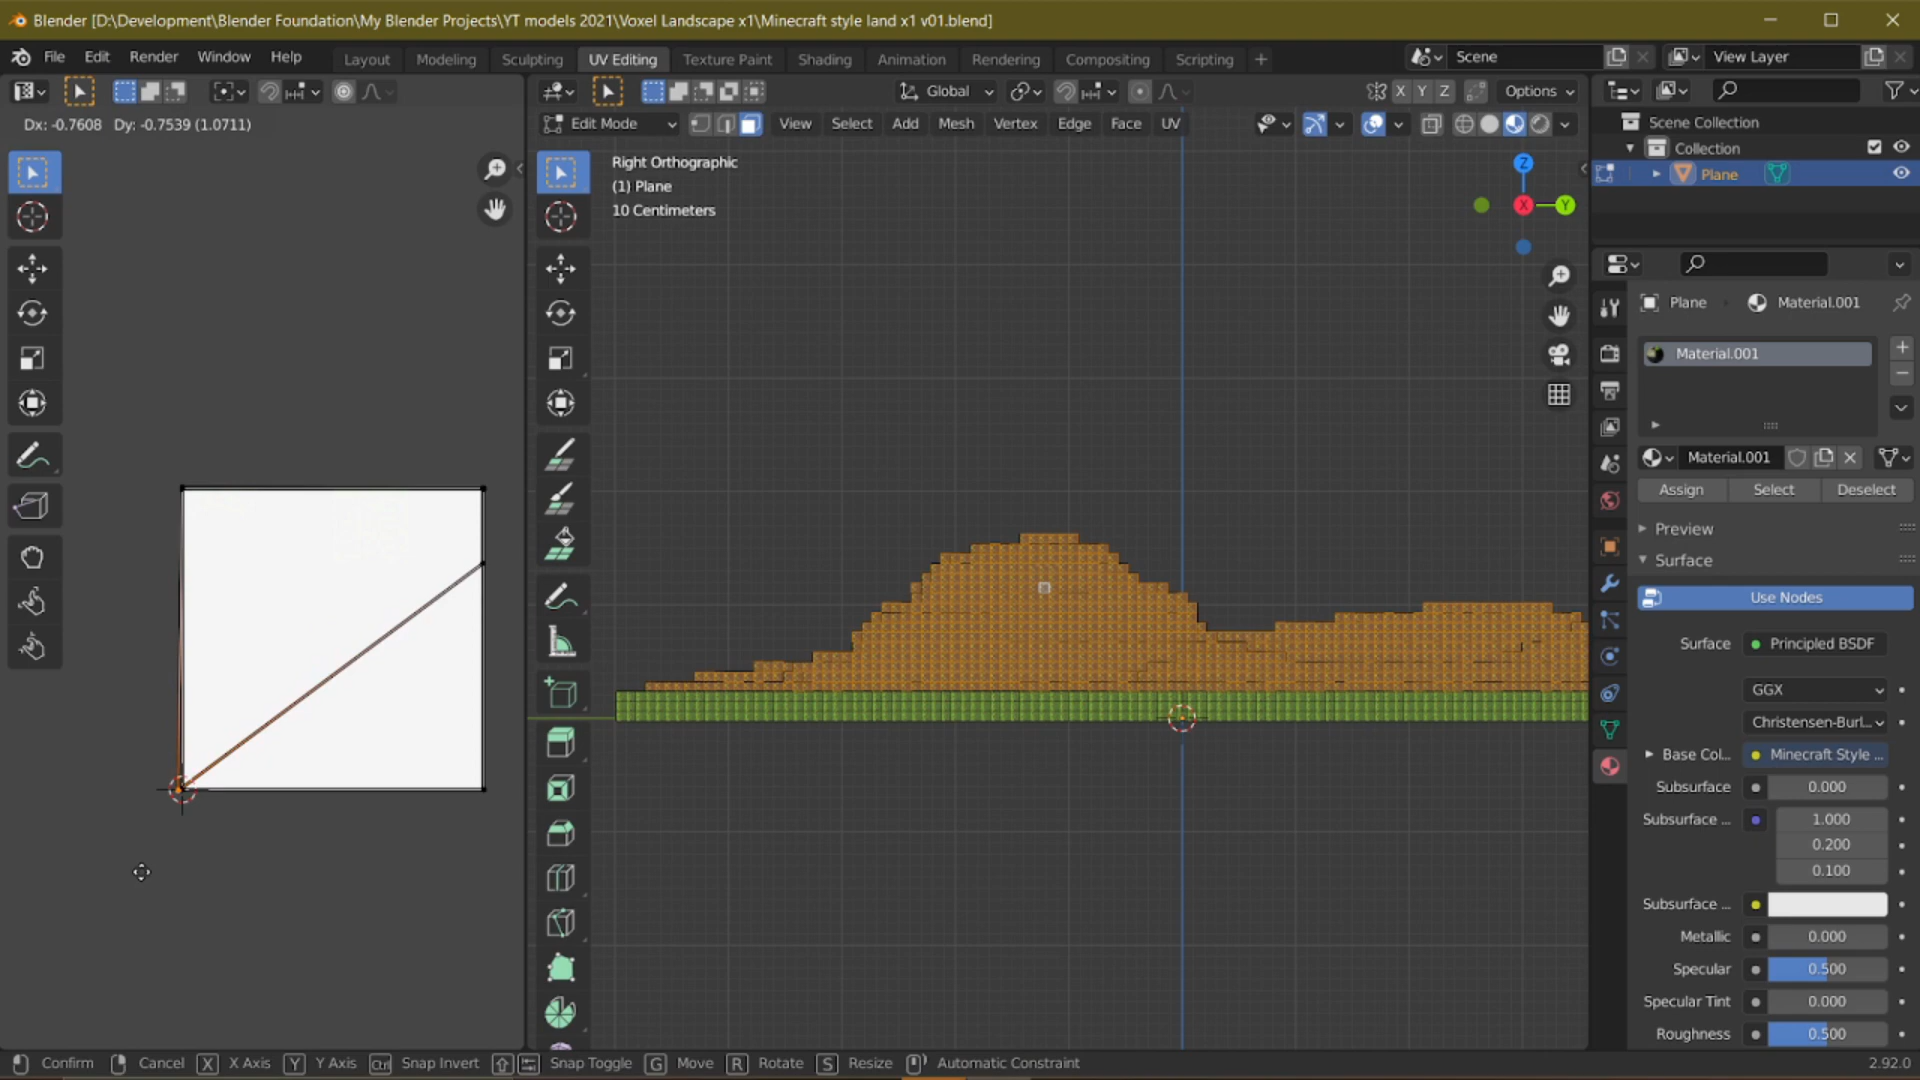 Blender [D:\Development\Blender Foundation\My Blender Projects\YT models 2021\Voxel Landscape x1\Minecraft style land x1 v01.blend]
File Edit Render Window Help Layout Modeling Sculpting UV Editing Texture Paint Shading Animation Rendering Compositing Scripting + Scene View Layer
Global X Y Z Options
Dx: -0.7608 Dy: -0.7539 (1.0711)
Edit Mode View Select Add Mesh Vertex Edge Face UV
Scene Collection
Collection
Plane
Right Orthographic
(1) Plane
10 Centimeters
Z
X
Y
Plane Material.001
Material.001
Material.001
Assign Select Deselect
Preview
Surface
Use Nodes
Surface Principled BSDF
GGX
Christensen-Burl...
Base Col... Minecraft Style ...
Subsurface 0.000
Subsurface ... 1.000
0.200
0.100
Subsurface ...
Metallic 0.000
Specular 0.500
Specular Tint 0.000
Roughness 0.500
Confirm Cancel X X Axis Y Y Axis Ctrl Snap Invert Snap Toggle G Move R Rotate S Resize Automatic Constraint 2.92.0